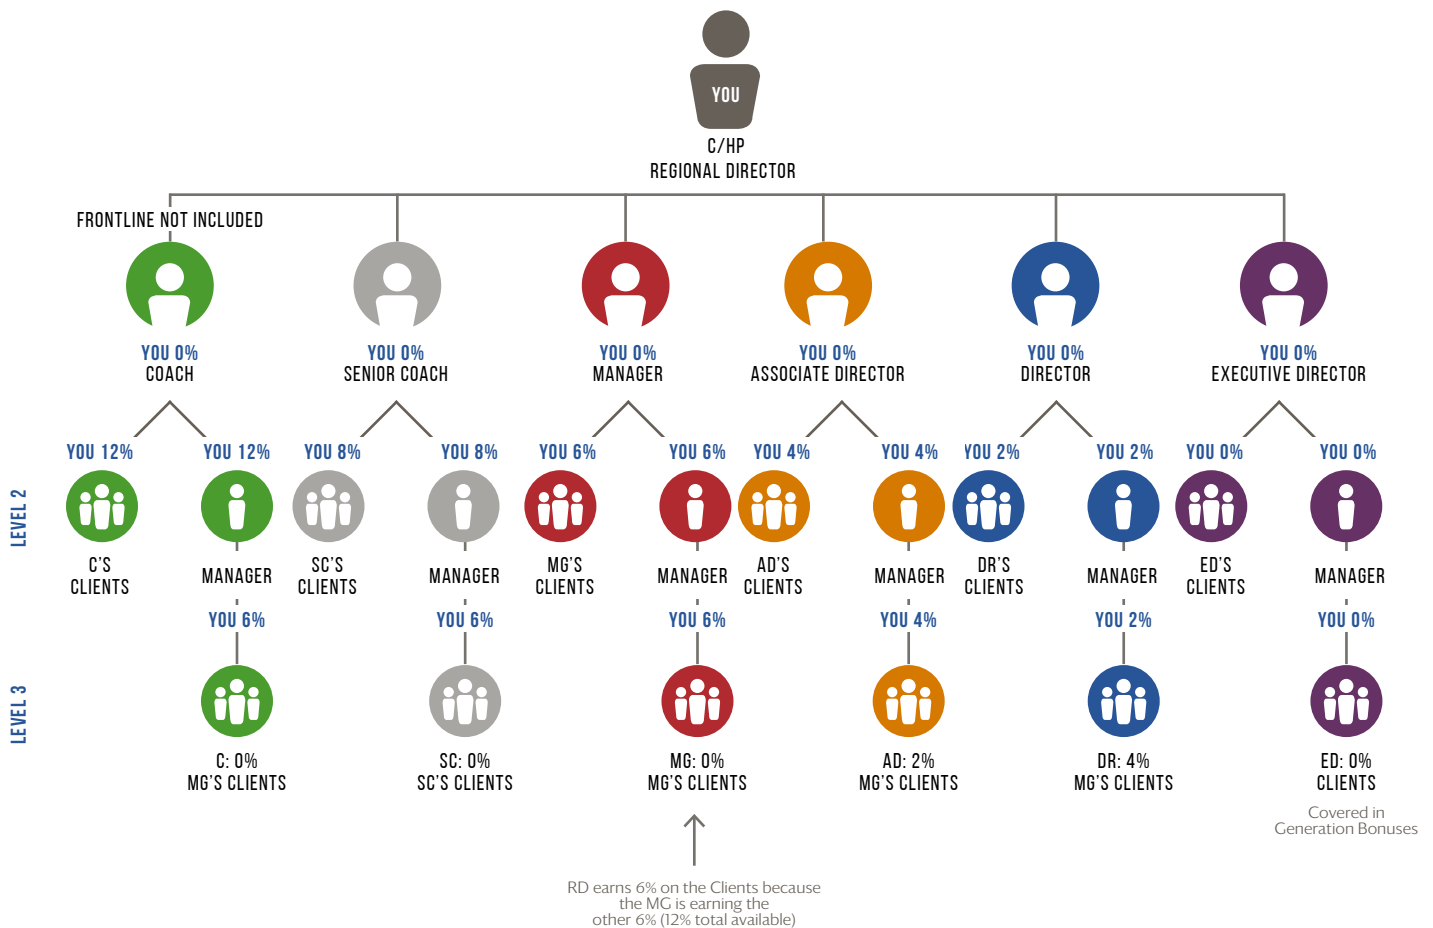 YOU
C/HP
REGIONAL DIRECTOR
FRONTLINE NOT INCLUDED
YOU 0%
COACH
YOU 0%
SENIOR COACH
YOU 0%
MANAGER
YOU 0%
ASSOCIATE DIRECTOR
YOU 0%
DIRECTOR
YOU 0%
EXECUTIVE DIRECTOR
LEVEL 2
YOU 12%
C'S
CLIENTS
YOU 12%
MANAGER
YOU 8%
SC'S
CLIENTS
YOU 8%
MANAGER
YOU 6%
MG'S
CLIENTS
YOU 6%
MANAGER
YOU 4%
AD'S
CLIENTS
YOU 4%
MANAGER
YOU 2%
DR'S
CLIENTS
YOU 2%
MANAGER
YOU 0%
ED'S
CLIENTS
YOU 0%
MANAGER
LEVEL 3
YOU 6%
C: 0%
MG'S CLIENTS
YOU 6%
SC: 0%
SC'S CLIENTS
YOU 6%
MG: 0%
MG'S CLIENTS
YOU 4%
AD: 2%
MG'S CLIENTS
YOU 2%
DR: 4%
MG'S CLIENTS
YOU 0%
ED: 0%
CLIENTS
Covered in
Generation Bonuses
RD earns 6% on the Clients because
the MG is earning the
other 6% (12% total available)